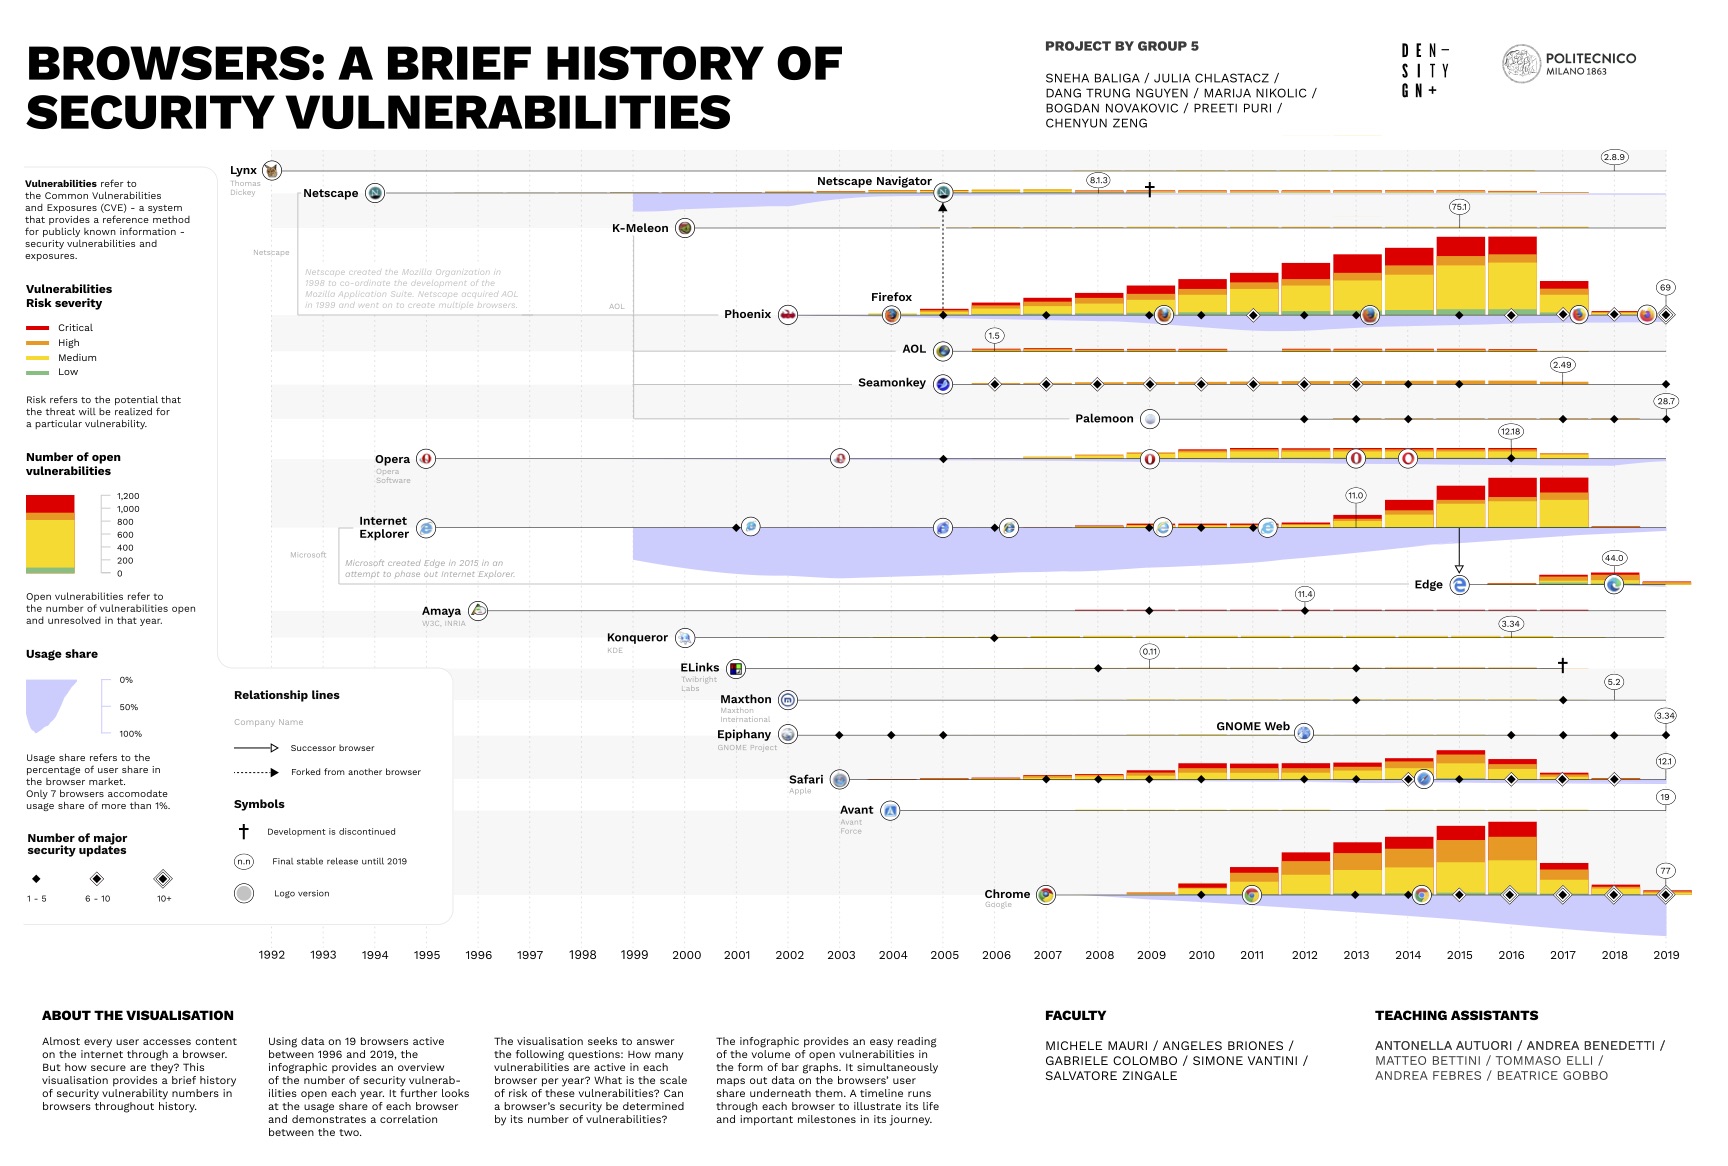 BROWSERS: A BRIEF HISTORY OF
SECURITY VULNERABILITIES
PROJECT BY GROUP 5
SNEHA BALIGA / JULIA CHLASTACZ /
DANG TRUNG NGUYEN / MARIJA NIKOLIC /
BOGDAN NOVAKOVIC / PREETI PURI /
CHENYUN ZENG
DEN–
SITY
GN+
POLITECNICO
MILANO 1863
Vulnerabilities refer to
the Common Vulnerabilities
and Exposures (CVE) - a system
that provides a reference method
for publicly known information -
security vulnerabilities and
exposures.
Vulnerabilities
Risk severity
Critical
High
Medium
Low
Risk refers to the potential that
the threat will be realized for
a particular vulnerability.
Number of open
vulnerabilities
1,200
1,000
800
600
400
200
0
Open vulnerabilities refer to
the number of vulnerabilities open
and unresolved in that year.
Usage share
0%
50%
100%
Usage share refers to the
percentage of user share in
the browser market.
Only 7 browsers accomodate
usage share of more than 1%.
Number of major
security updates
1 - 5
6 - 10
10+
Relationship lines
Company Name
Successor browser
Forked from another browser
Symbols
Development is discontinued
n.n
Final stable release untill 2019
Logo version
Lynx
Thomas
Dickey
2.8.9
Netscape
Netscape Navigator
8.1.3
K-Meleon
75.1
Netscape
Netscape created the Mozilla Organization in
1998 to co-ordinate the development of the
Mozilla Application Suite. Netscape acquired AOL
in 1999 and went on to create multiple browsers.
AOL
Phoenix
Firefox
69
AOL
1.5
Seamonkey
2.49
Palemoon
28.7
Opera
Opera
Software
12.18
Internet
Explorer
11.0
Microsoft
Microsoft created Edge in 2015 in an
attempt to phase out Internet Explorer.
Edge
44.0
Amaya
W3C, INRIA
11.4
Konqueror
KDE
3.34
ELinks
Twibright
Labs
0.11
Maxthon
Maxthon
International
5.2
Epiphany
GNOME Project
GNOME Web
3.34
Safari
Apple
12.1
Avant
Avant
Force
19
Chrome
Google
77
1992
1993
1994
1995
1996
1997
1998
1999
2000
2001
2002
2003
2004
2005
2006
2007
2008
2009
2010
2011
2012
2013
2014
2015
2016
2017
2018
2019
ABOUT THE VISUALISATION
Almost every user accesses content
on the internet through a browser.
But how secure are they? This
visualisation provides a brief history
of security vulnerability numbers in
browsers throughout history.
Using data on 19 browsers active
between 1996 and 2019, the
infographic provides an overview
of the number of security vulnerab-
ilities open each year. It further looks
at the usage share of each browser
and demonstrates a correlation
between the two.
The visualisation seeks to answer
the following questions: How many
vulnerabilities are active in each
browser per year? What is the scale
of risk of these vulnerabilities? Can
a browser's security be determined
by its number of vulnerabilities?
The infographic provides an easy reading
of the volume of open vulnerabilities in
the form of bar graphs. It simultaneously
maps out data on the browsers' user
share underneath them. A timeline runs
through each browser to illustrate its life
and important milestones in its journey.
FACULTY
MICHELE MAURI / ANGELES BRIONES /
GABRIELE COLOMBO / SIMONE VANTINI /
SALVATORE ZINGALE
TEACHING ASSISTANTS
ANTONELLA AUTUORI / ANDREA BENEDETTI /
MATTEO BETTINI / TOMMASO ELLI /
ANDREA FEBRES / BEATRICE GOBBO